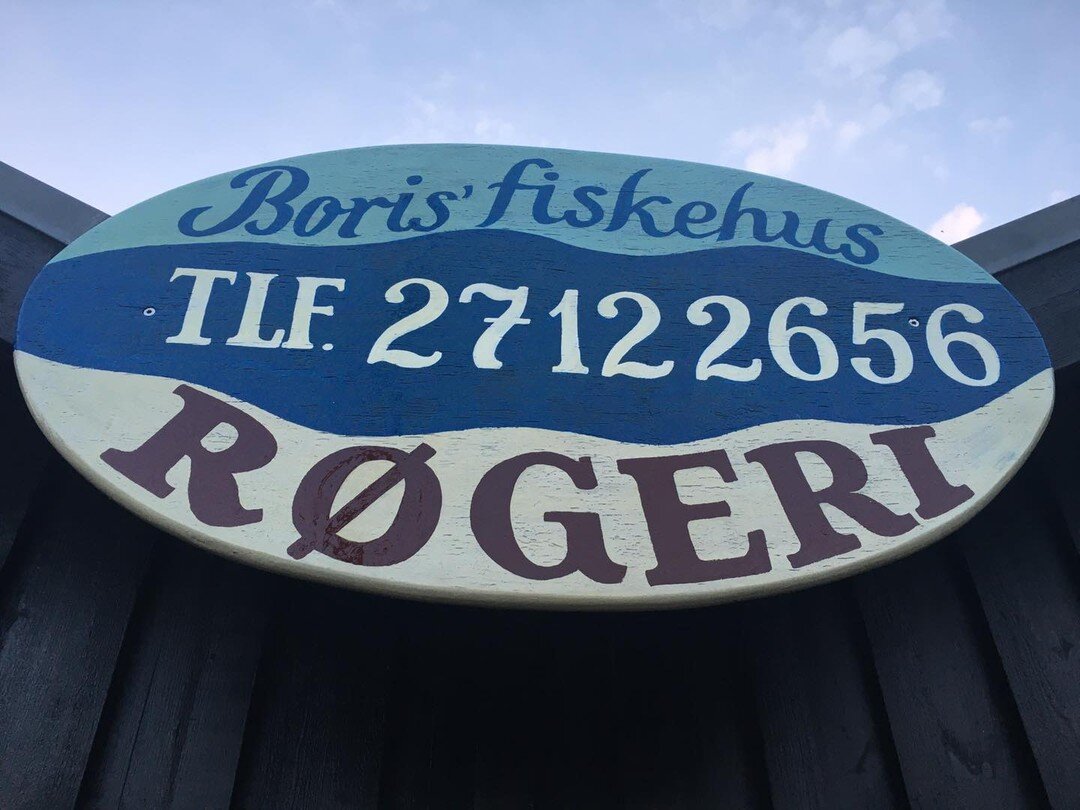 Boris' fiskehus
TLF. 27122656
RØGERI